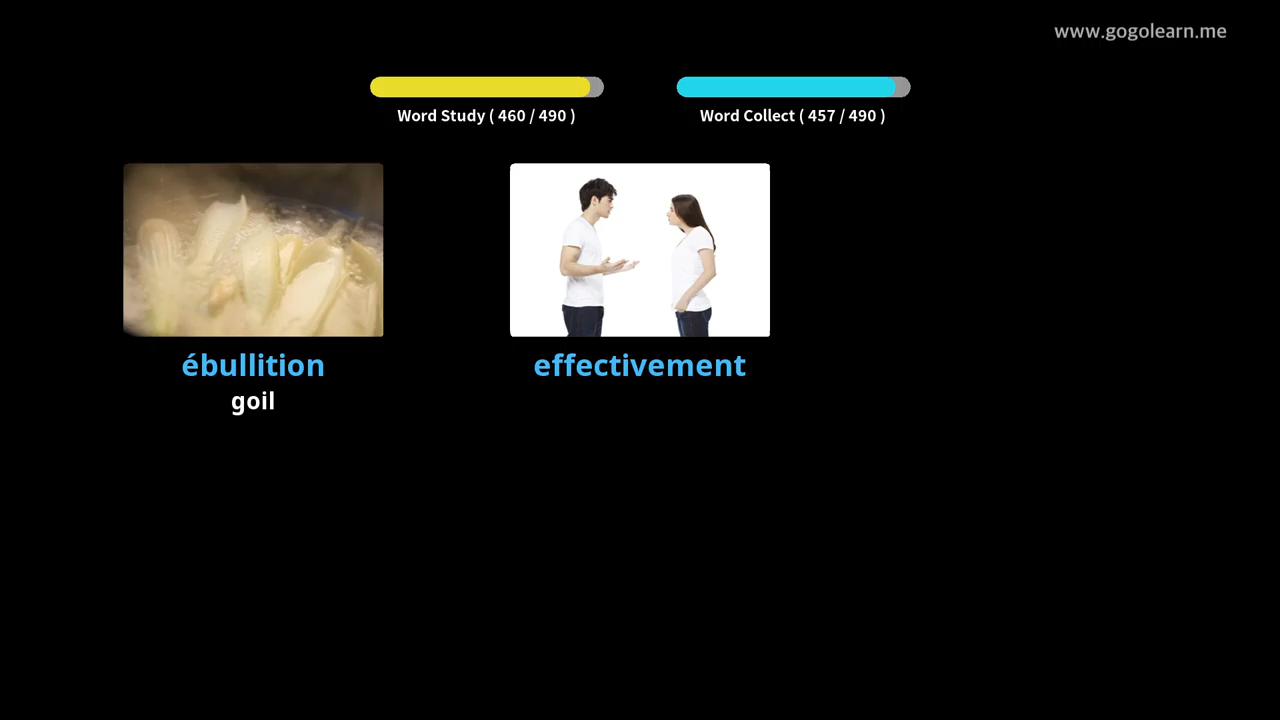 www.gogolearn.me
Word Study ( 460 / 490 )
Word Collect ( 457 / 490 )
ébullition
goil
effectivement